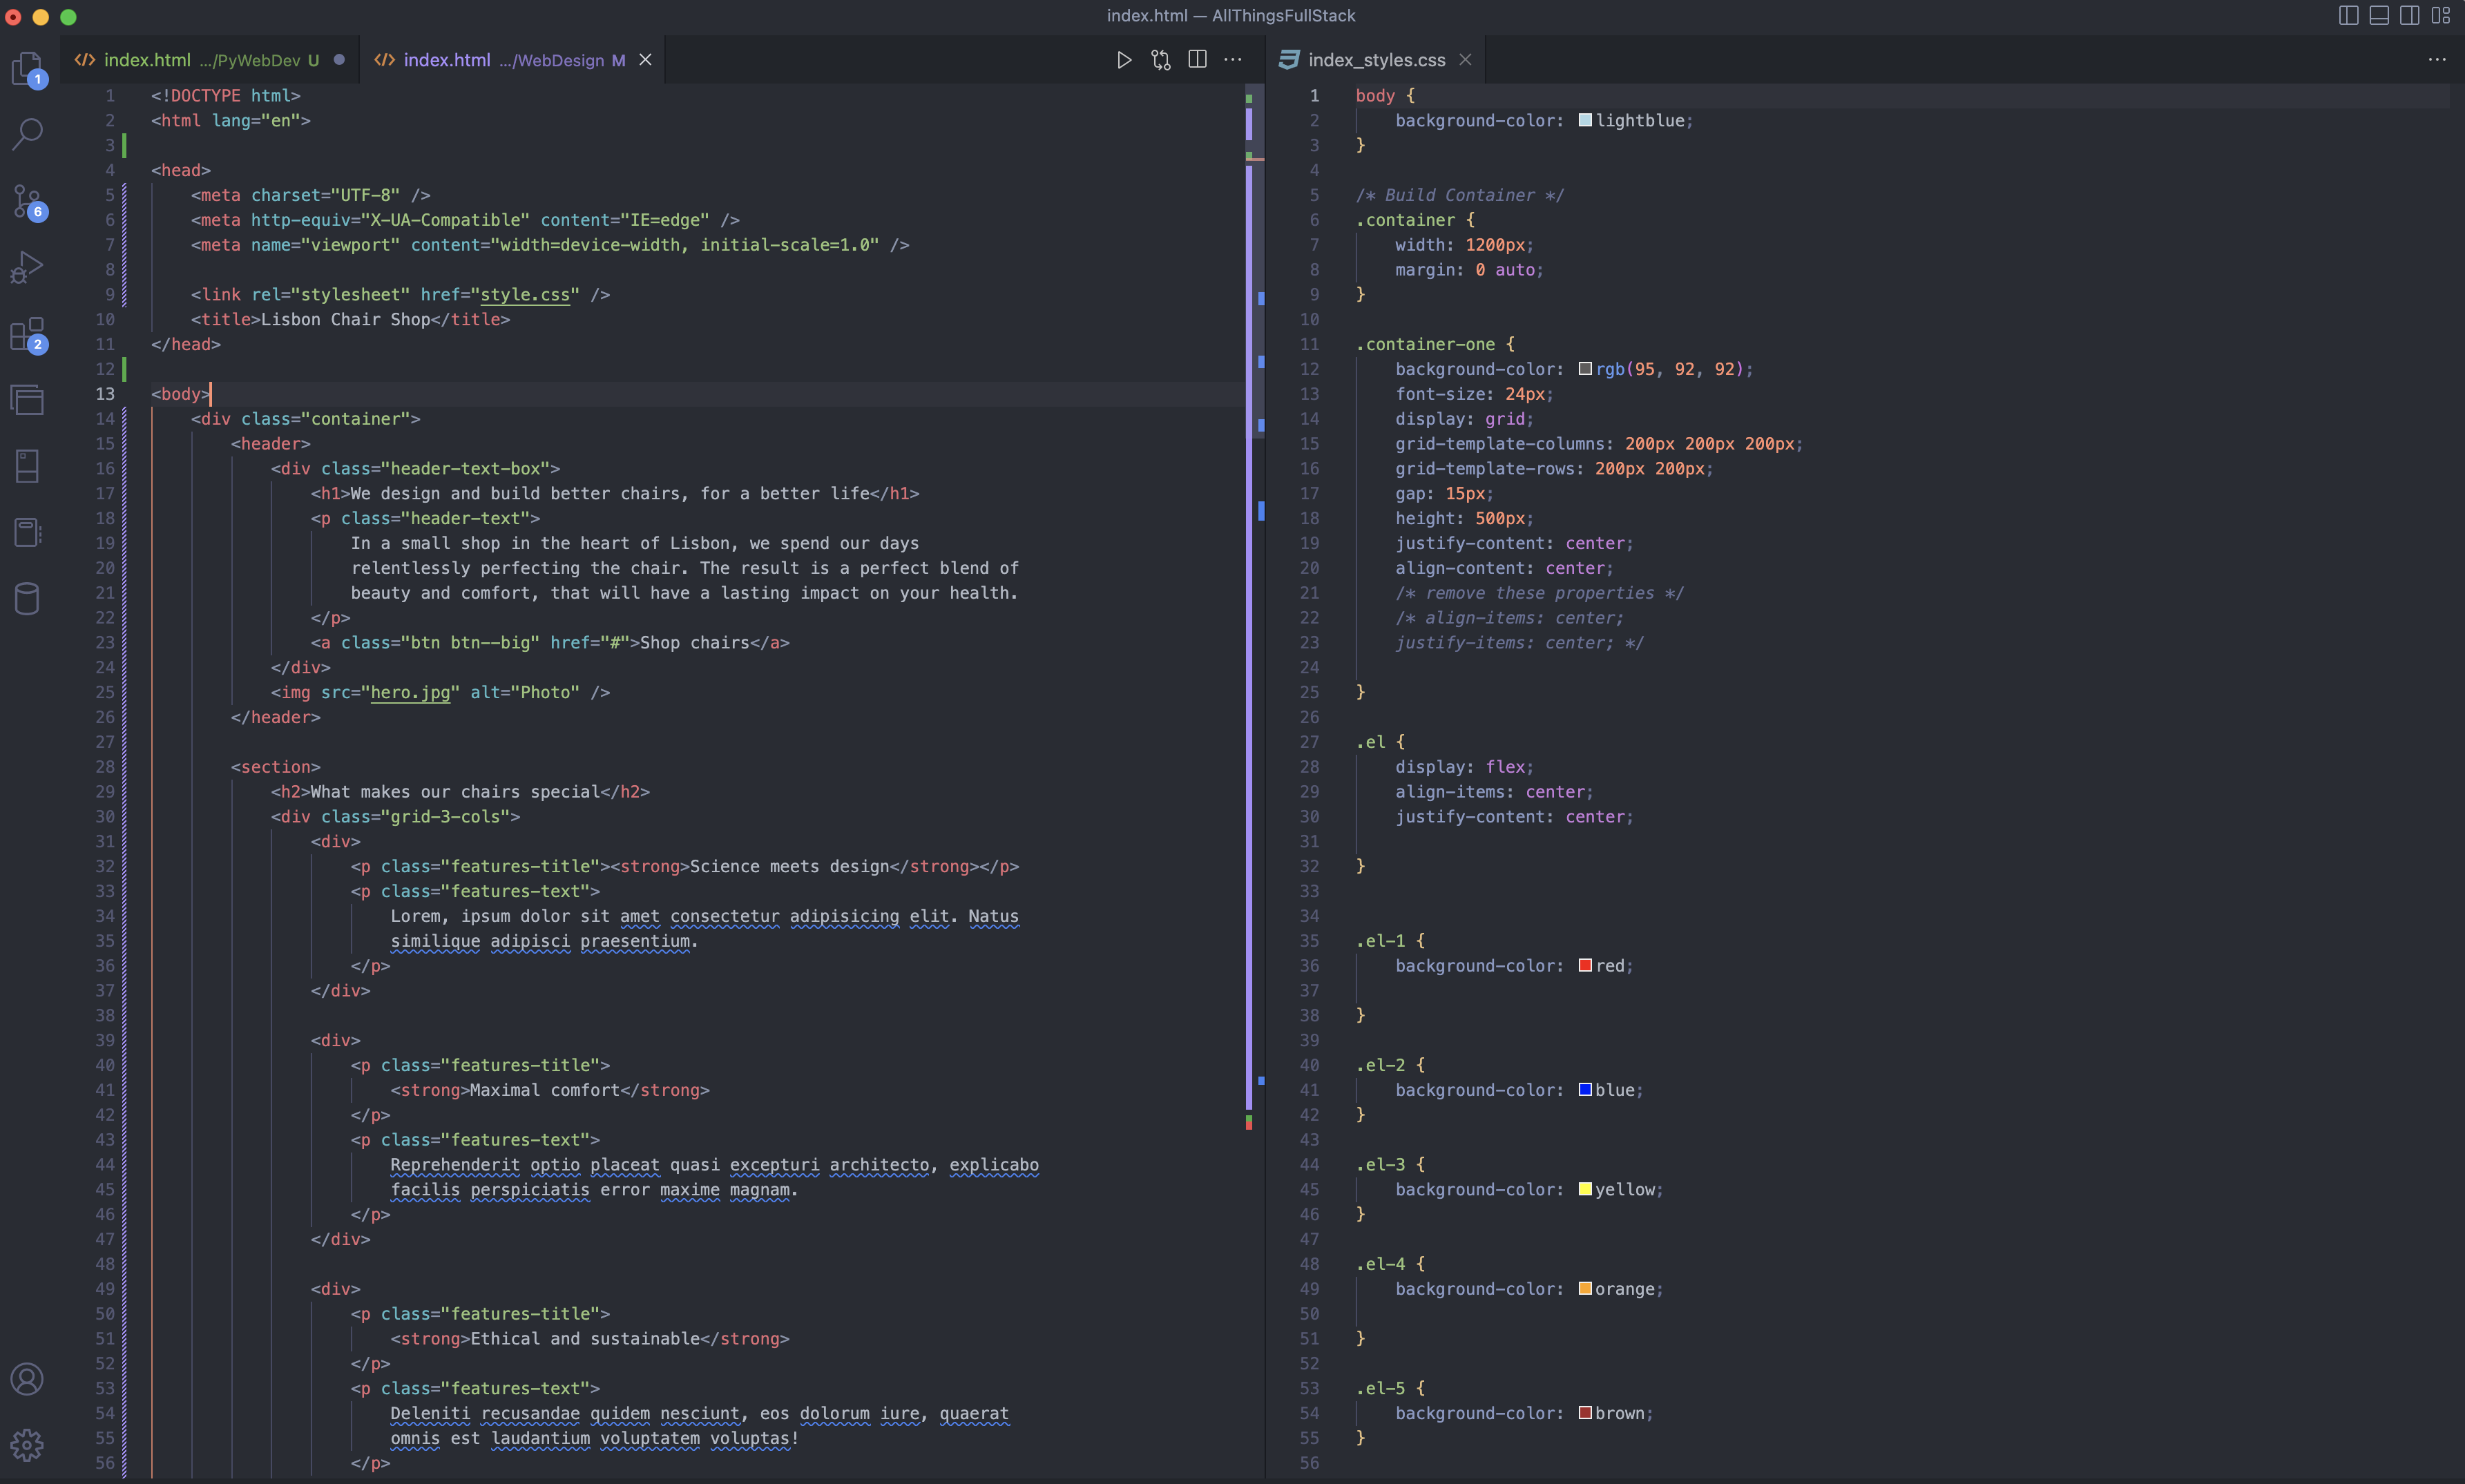 index.html — AllThingsFullStack
index.html .../PyWebDev U
index.html .../WebDesign M
index_styles.css
1
6
2
1 <!DOCTYPE html>
2 <html lang="en">
3
4 <head>
5 <meta charset="UTF-8" />
6 <meta http-equiv="X-UA-Compatible" content="IE=edge" />
7 <meta name="viewport" content="width=device-width, initial-scale=1.0" />
8
9 <link rel="stylesheet" href="style.css" />
10 <title>Lisbon Chair Shop</title>
11 </head>
12
13 <body>
14 <div class="container">
15 <header>
16 <div class="header-text-box">
17 <h1>We design and build better chairs, for a better life</h1>
18 <p class="header-text">
19 In a small shop in the heart of Lisbon, we spend our days
20 relentlessly perfecting the chair. The result is a perfect blend of
21 beauty and comfort, that will have a lasting impact on your health.
22 </p>
23 <a class="btn btn--big" href="#">Shop chairs</a>
24 </div>
25 <img src="hero.jpg" alt="Photo" />
26 </header>
27
28 <section>
29 <h2>What makes our chairs special</h2>
30 <div class="grid-3-cols">
31 <div>
32 <p class="features-title"><strong>Science meets design</strong></p>
33 <p class="features-text">
34 Lorem, ipsum dolor sit amet consectetur adipisicing elit. Natus
35 similique adipisci praesentium.
36 </p>
37 </div>
38
39 <div>
40 <p class="features-title">
41 <strong>Maximal comfort</strong>
42 </p>
43 <p class="features-text">
44 Reprehenderit optio placeat quasi excepturi architecto, explicabo
45 facilis perspiciatis error maxime magnam.
46 </p>
47 </div>
48
49 <div>
50 <p class="features-title">
51 <strong>Ethical and sustainable</strong>
52 </p>
53 <p class="features-text">
54 Deleniti recusandae quidem nesciunt, eos dolorum iure, quaerat
55 omnis est laudantium voluptatem voluptas!
56 </p>
1 body {
2 background-color: lightblue;
3 }
4
5 /* Build Container */
6 .container {
7 width: 1200px;
8 margin: 0 auto;
9 }
10
11 .container-one {
12 background-color: rgb(95, 92, 92);
13 font-size: 24px;
14 display: grid;
15 grid-template-columns: 200px 200px 200px;
16 grid-template-rows: 200px 200px;
17 gap: 15px;
18 height: 500px;
19 justify-content: center;
20 align-content: center;
21 /* remove these properties */
22 /* align-items: center;
23 justify-items: center; */
24
25 }
26
27 .el {
28 display: flex;
29 align-items: center;
30 justify-content: center;
31
32 }
33
34
35 .el-1 {
36 background-color: red;
37
38 }
39
40 .el-2 {
41 background-color: blue;
42 }
43
44 .el-3 {
45 background-color: yellow;
46 }
47
48 .el-4 {
49 background-color: orange;
50
51 }
52
53 .el-5 {
54 background-color: brown;
55 }
56